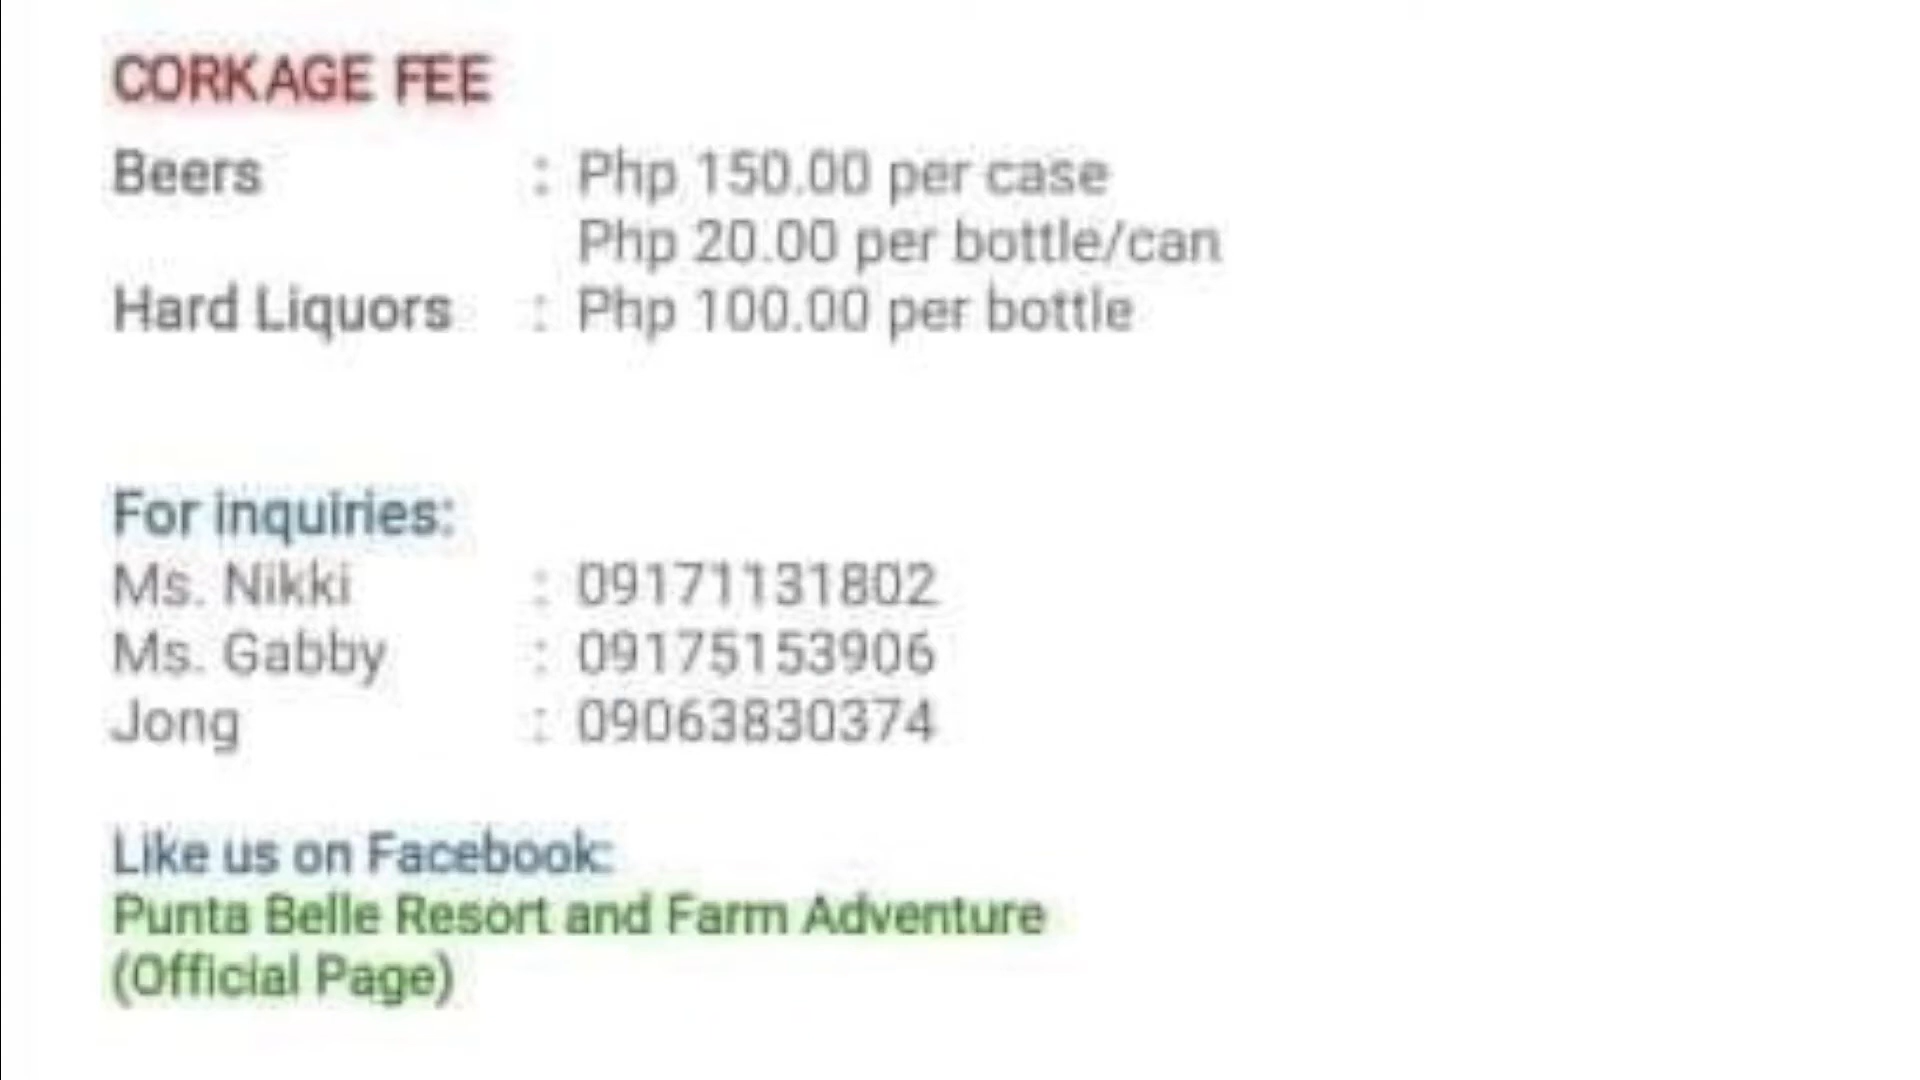 CORKAGE FEE
Beers : Php 150.00 per case
Php 20.00 per bottle/can
Hard Liquors : Php 100.00 per bottle
For inquiries:
Ms. Nikki : 09171131802
Ms. Gabby : 09175153906
Jong : 09063830374
Like us on Facebook:
Punta Belle Resort and Farm Adventure
(Official Page)